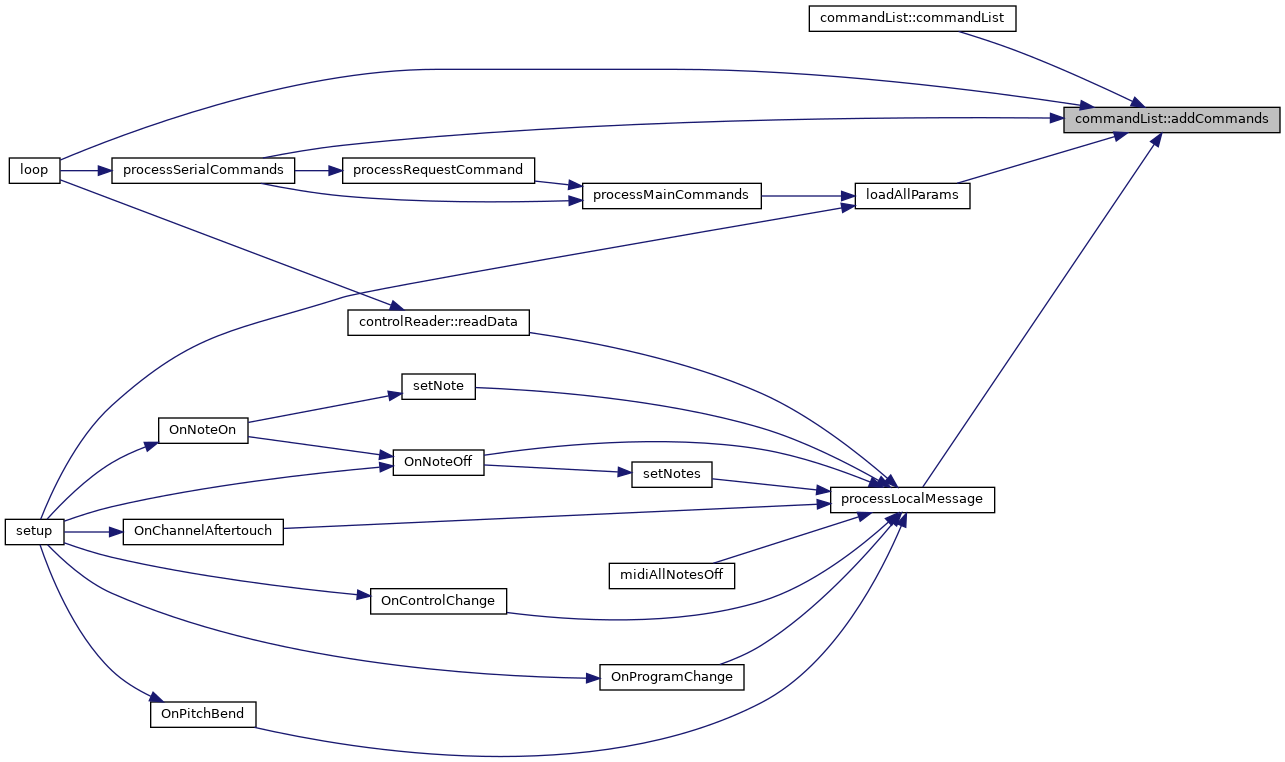 commandList::commandList
commandList::addCommands
loop
processSerialCommands
processRequestCommand
processMainCommands
loadAllParams
controlReader::readData
setNote
OnNoteOn
OnNoteOff
setNotes
processLocalMessage
setup
OnChannelAftertouch
midiAllNotesOff
OnControlChange
OnProgramChange
OnPitchBend